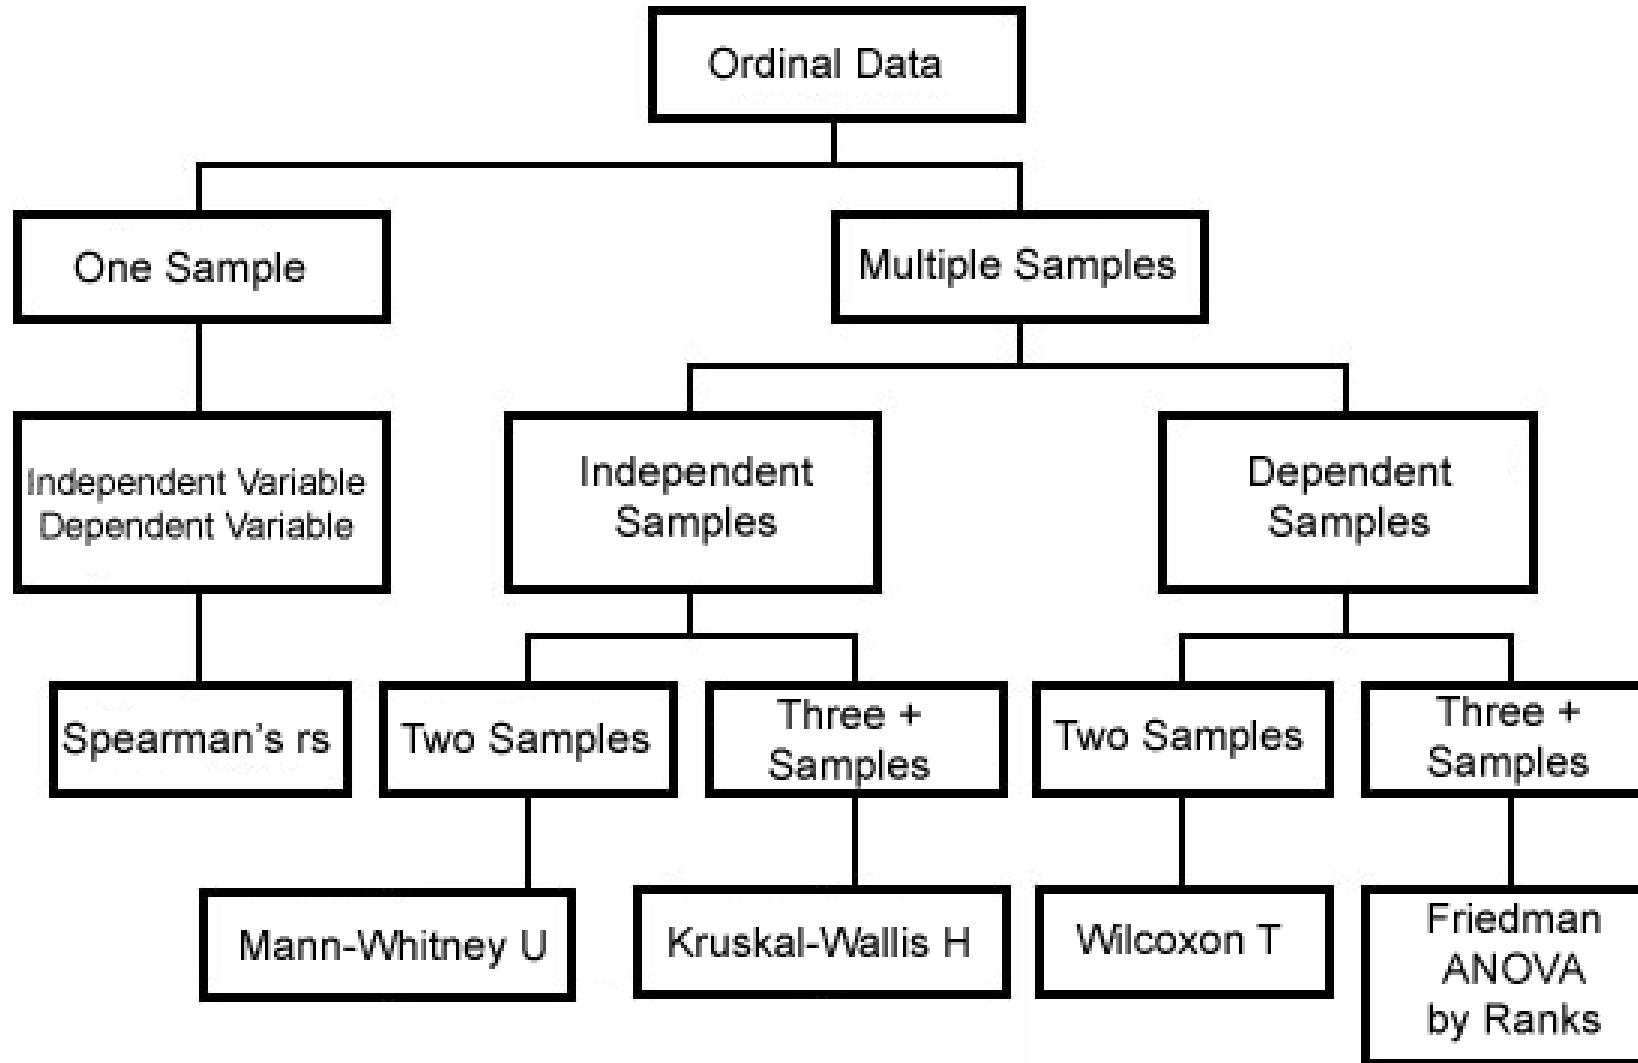 Ordinal Data
One Sample
Multiple Samples
Independent Variable
Dependent Variable
Independent
Samples
Dependent
Samples
Spearman's rs
Two Samples
Three +
Samples
Two Samples
Three +
Samples
Mann-Whitney U
Kruskal-Wallis H
Wilcoxon T
Friedman
ANOVA
by Ranks